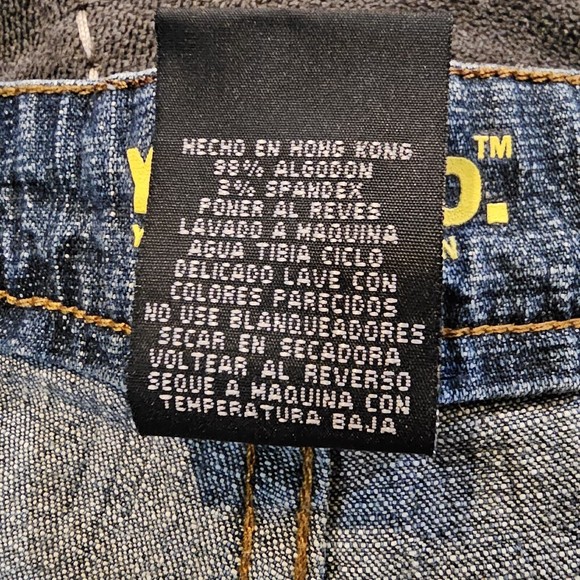 HECHO EN HONG KONG
98% ALGODON
2% SPANDEX
PONER AL REVES
LAVADO A MAQUINA
AGUA TIBIA CICLO
DELICADO LAVE CON
COLORES PARECIDOS
NO USE BLANQUEADORES
SECAR EN SECADORA
VOLTEAR AL REVERSO
SEQUE A MAQUINA CON
TEMPERATURA BAJA